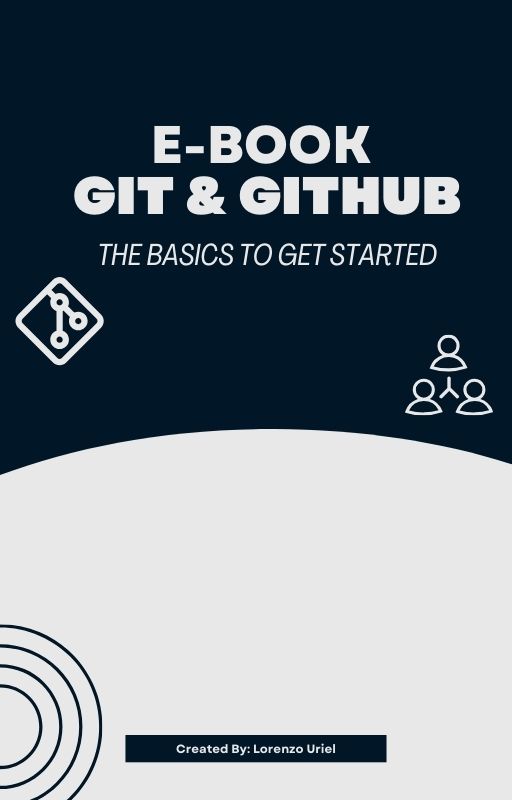 E-BOOK
GIT & GITHUB
THE BASICS TO GET STARTED
Created By: Lorenzo Uriel